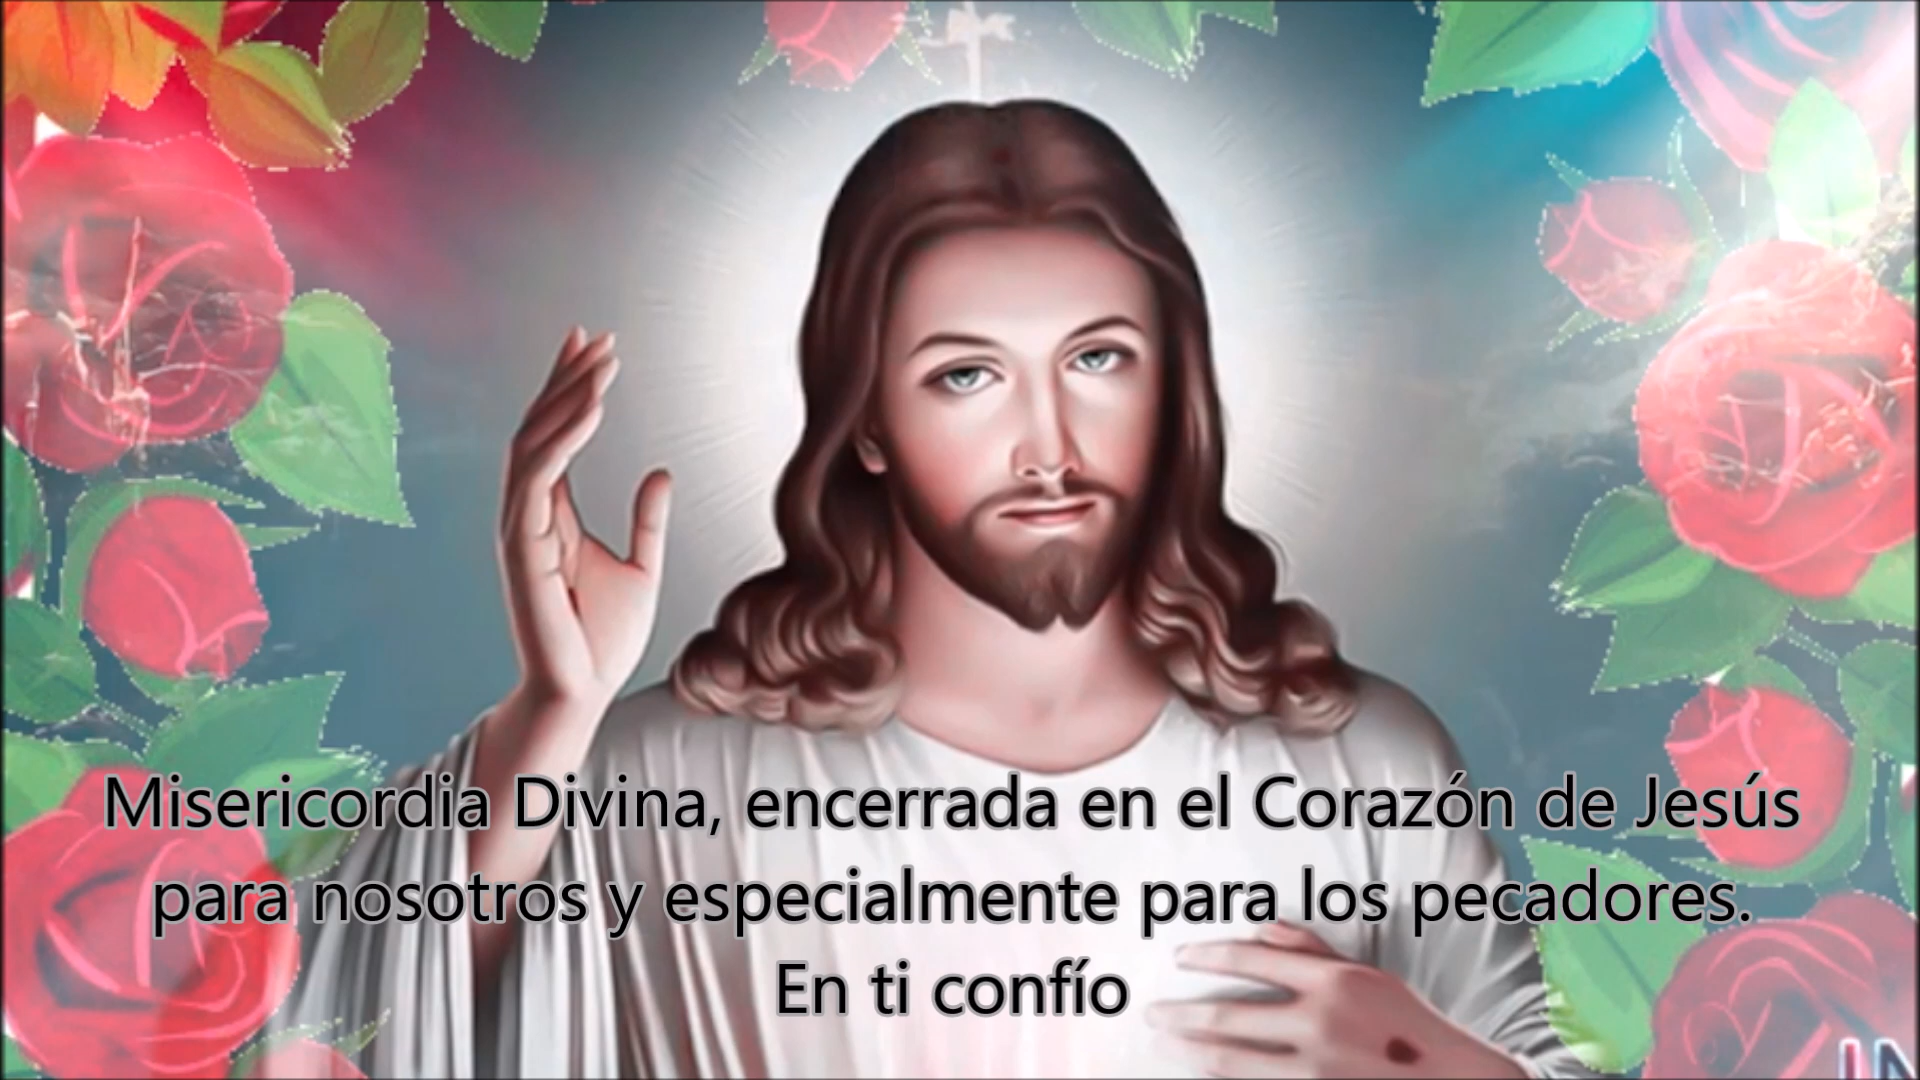 Misericordia Divina, encerrada en el Corazón de Jesús
para nosotros y especialmente para los pecadores.
En ti confío